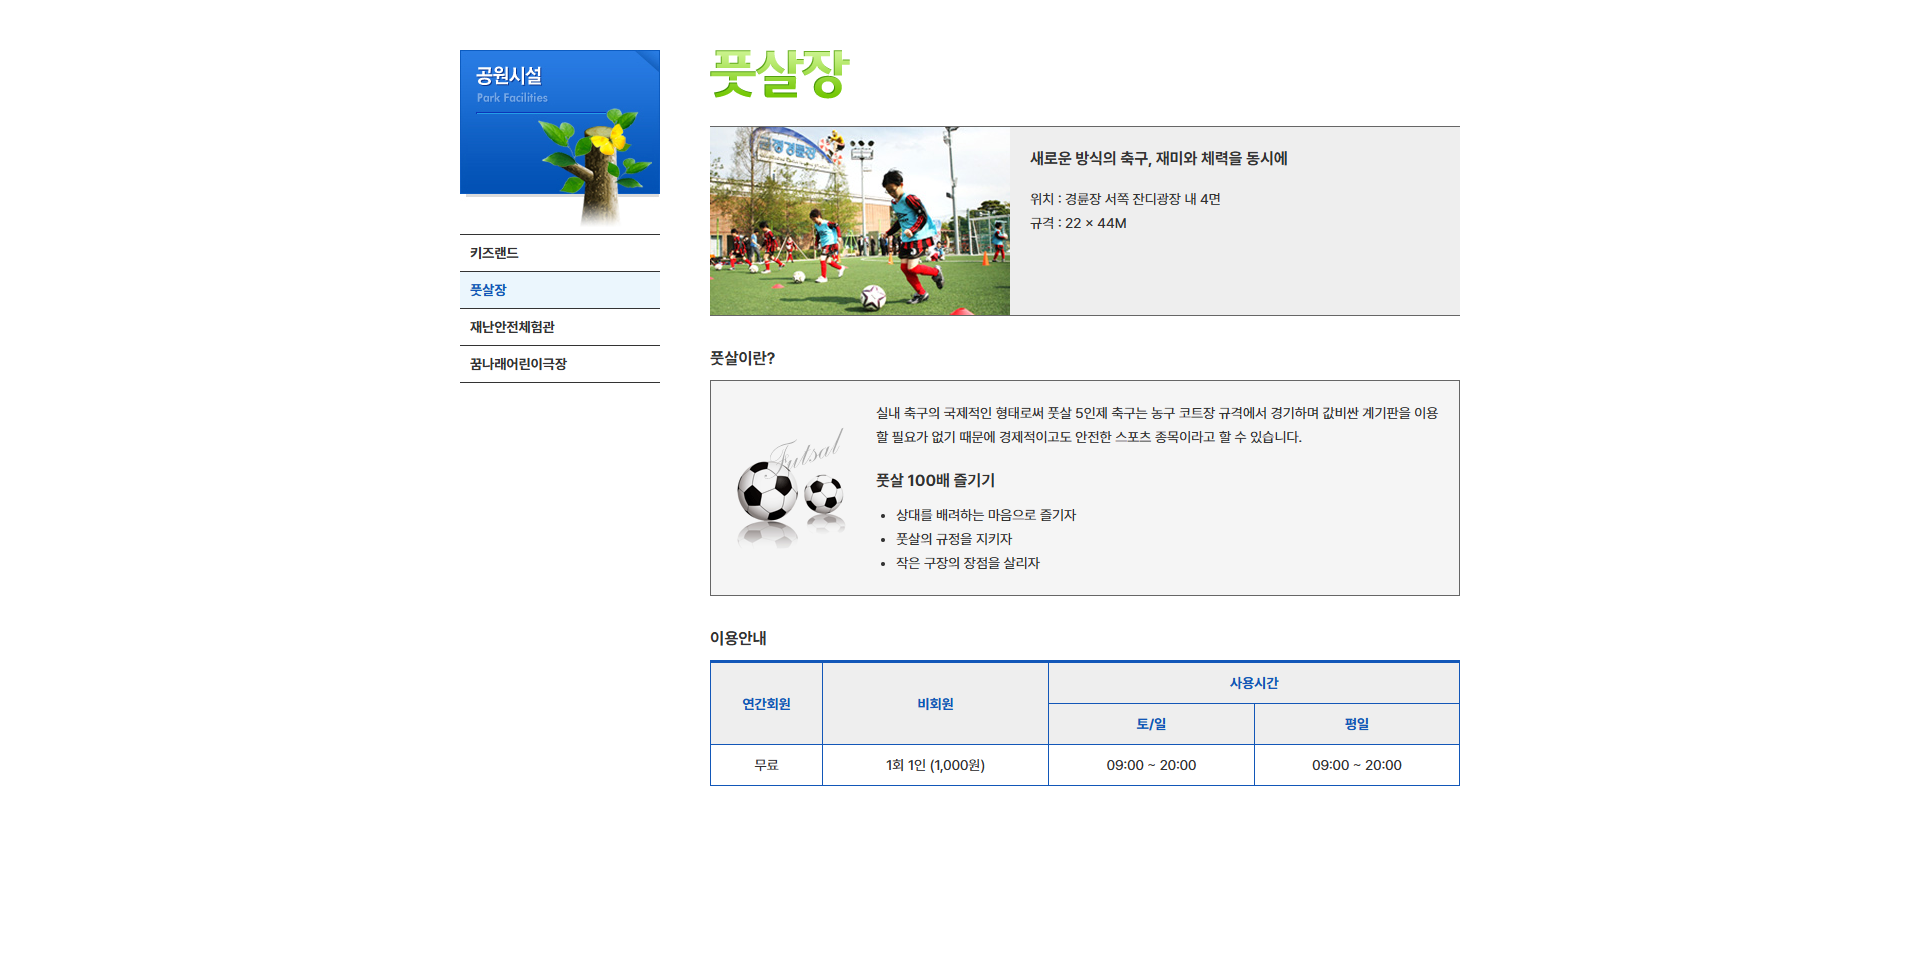 공원시설
Park Facilities
키즈랜드
풋살장
재난안전체험관
꿈나래어린이극장
풋살장
새로운 방식의 축구, 재미와 체력을 동시에
위치 : 경륜장 서쪽 잔디광장 내 4면
규격 : 22 × 44M
풋살이란?
Futsal
실내 축구의 국제적인 형태로써 풋살 5인제 축구는 농구 코트장 규격에서 경기하며 값비싼 계기판을 이용
할 필요가 없기 때문에 경제적이고도 안전한 스포츠 종목이라고 할 수 있습니다.
풋살 100배 즐기기
• 상대를 배려하는 마음으로 즐기자
• 풋살의 규정을 지키자
• 작은 구장의 장점을 살리자
이용안내
연간회원 비회원 사용시간
토/일 평일
무료 1회 1인 (1,000원) 09:00 ~ 20:00 09:00 ~ 20:00